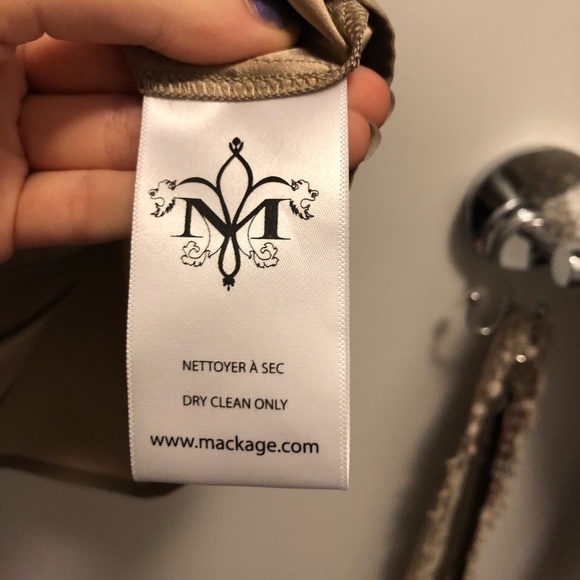 M
NETTOYER À SEC
DRY CLEAN ONLY
www.mackage.com